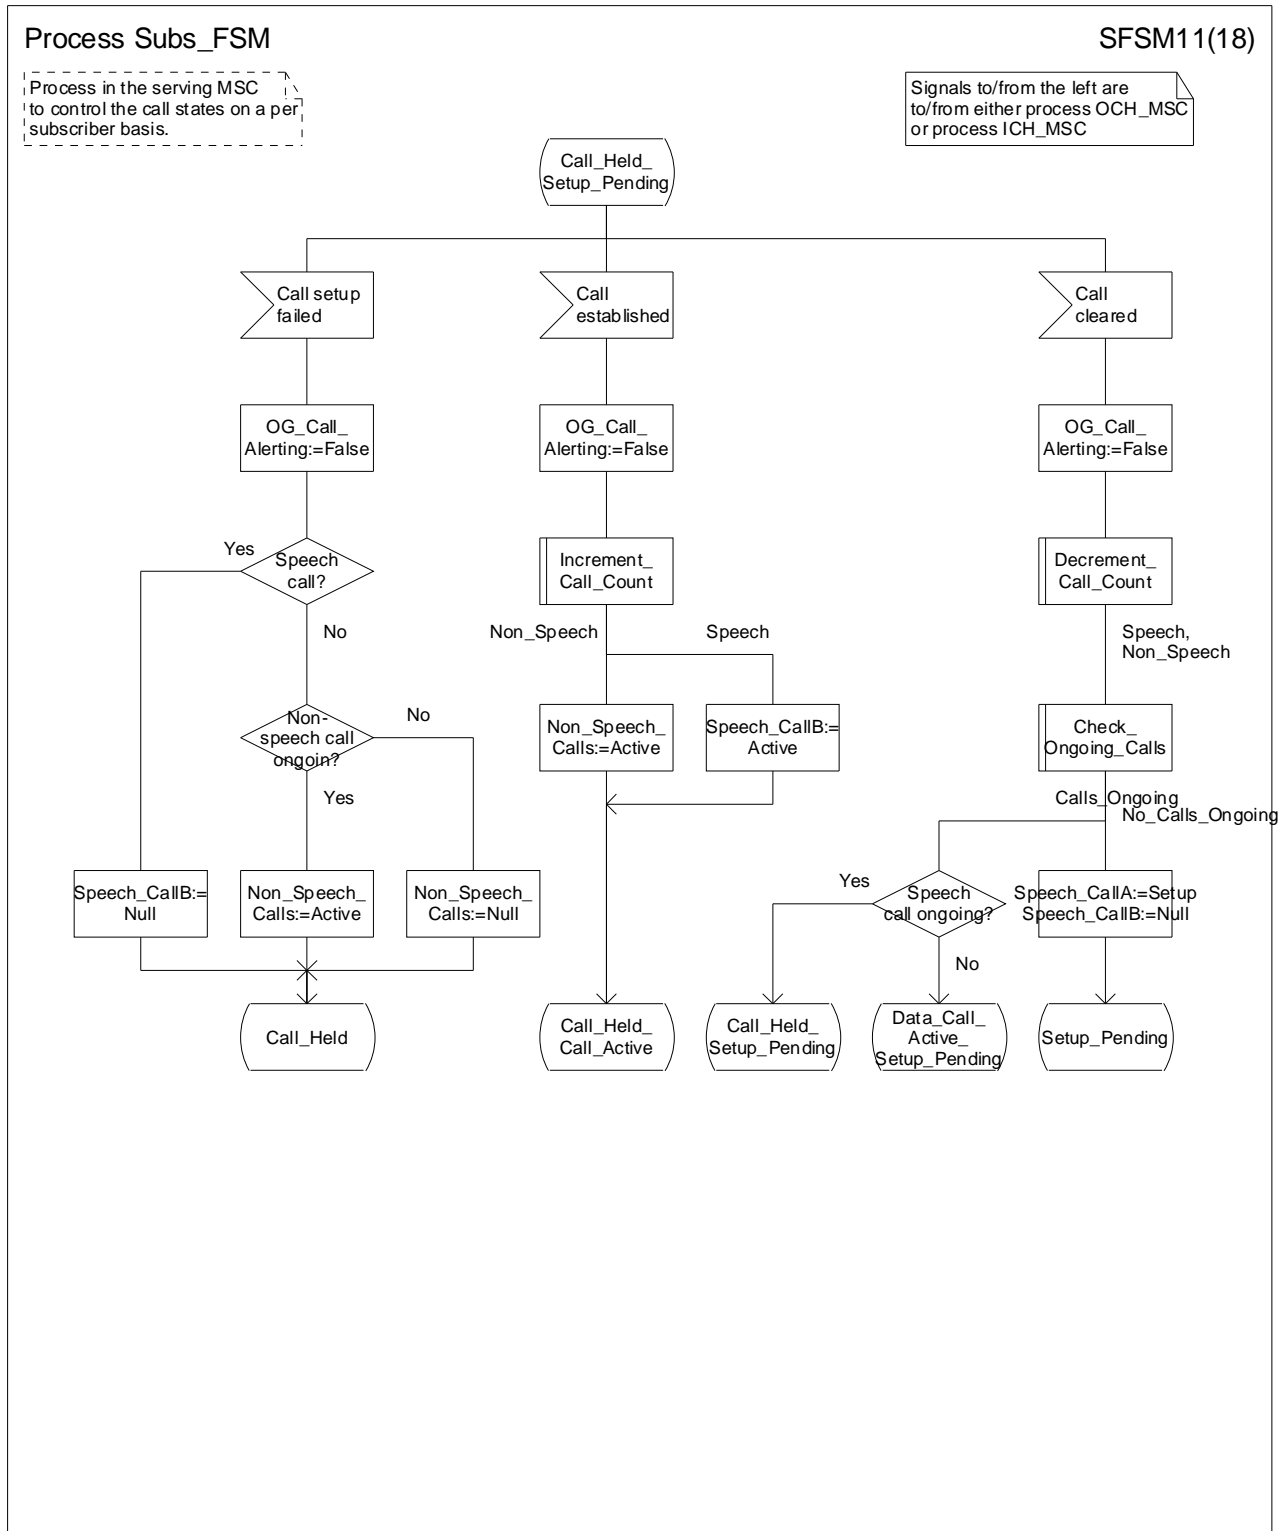 Process Subs_FSM
SFSM11(18)
Process in the serving MSC
to control the call states on a per
subscriber basis.
Signals to/from the left are
to/from either process OCH_MSC
or process ICH_MSC
Call_Held_
Setup_Pending
Call setup
failed
Call
established
Call
cleared
OG_Call_
Alerting:=False
OG_Call_
Alerting:=False
OG_Call_
Alerting:=False
Yes
Speech
call?
No
Increment_
Call_Count
Decrement_
Call_Count
Non_Speech
Speech
Speech,
Non_Speech
Non-
speech call
ongoin?
No
Yes
Non_Speech_
Calls:=Active
Speech_CallB:=
Active
Check_
Ongoing_Calls
Calls_Ongoing
No_Calls_Ongoing
Speech_CallB:=
Null
Non_Speech_
Calls:=Active
Non_Speech_
Calls:=Null
Yes
Speech
call ongoing?
No
Speech_CallA:=Setup
Speech_CallB:=Null
Call_Held
Call_Held_
Call_Active
Call_Held_
Setup_Pending
Data_Call_
Active_
Setup_Pending
Setup_Pending